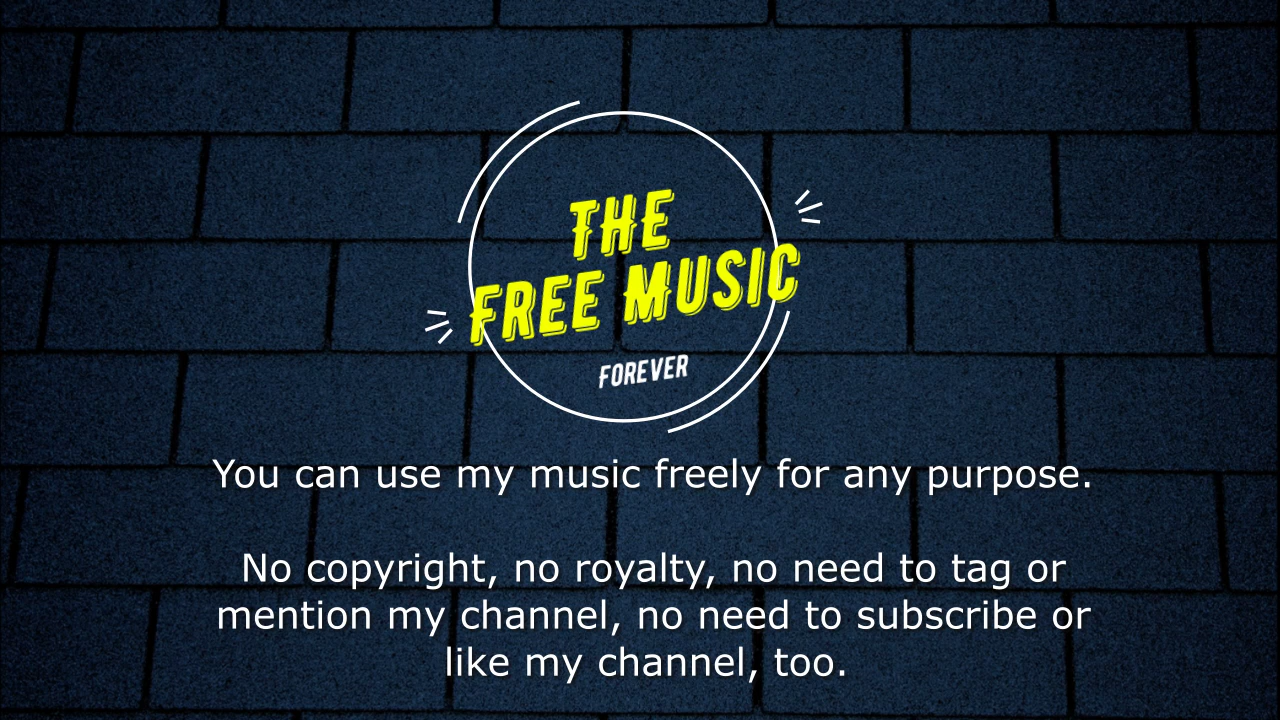 THE
FREE MUSIC
FOREVER
You can use my music freely for any purpose.
No copyright, no royalty, no need to tag or
mention my channel, no need to subscribe or
like my channel, too.